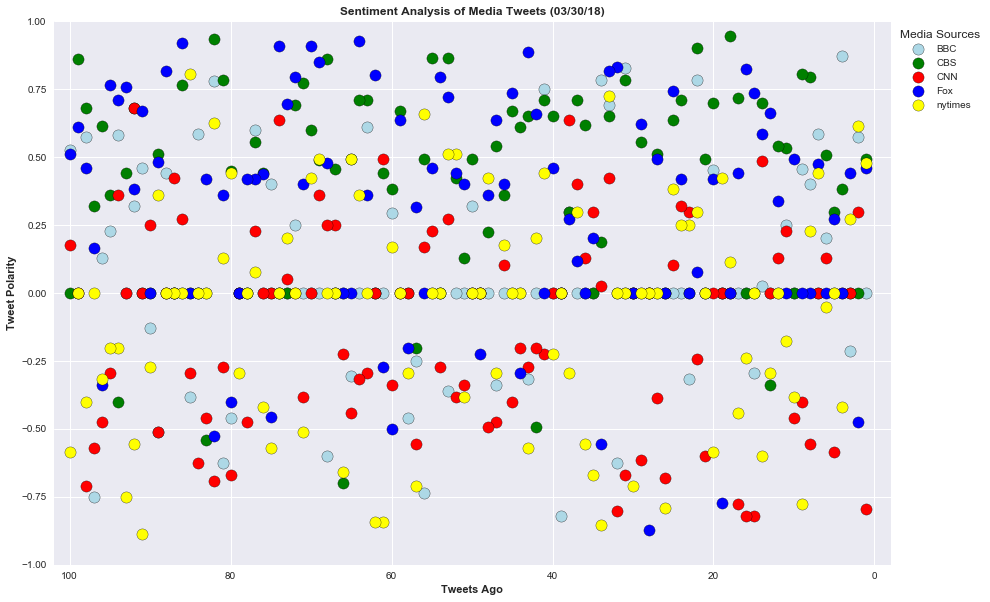 Sentiment Analysis of Media Tweets (03/30/18)
Media Sources
BBC
CBS
CNN
Fox
nytimes
Tweet Polarity
1.00
0.75
0.50
0.25
0.00
−0.25
−0.50
−0.75
−1.00
100 80 60 40 20 0
Tweets Ago